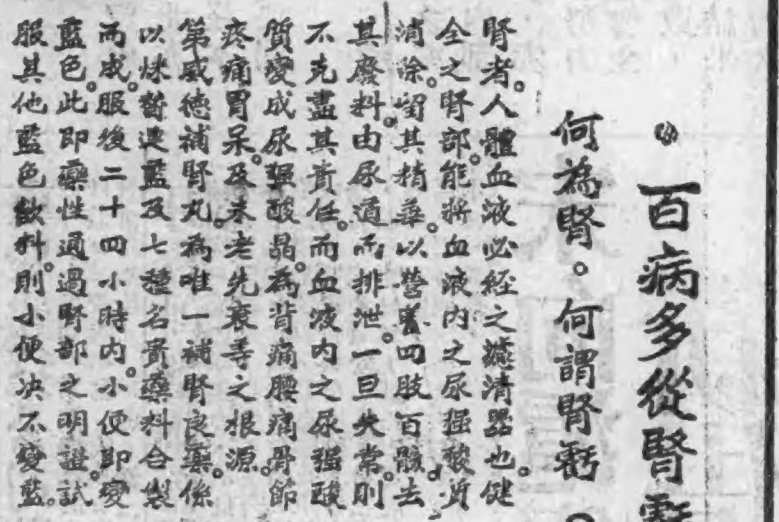 百病多從腎虧
何為腎。何謂腎虧
腎者。人體血液必經之濾清器也。健
全之腎部。能將血液內之尿强酸質
消除。留其精華。以營養四肢百骸。去
其廢料。由尿道而排泄。一旦失常。則
不克盡其責任。而血液內之尿强酸
質變成尿强酸晶。為背痛腰痛骨節
疼痛胃呆。及未老先衰等之根源。
第威德補腎丸。為唯一補腎良藥。係
以炑哲選藍及七種名貴藥料合製
而成。服後二十四小時內。小便即變
藍色。此即藥性通過腎部之明證。試
服其他藍色飲料。則小便决不變藍。